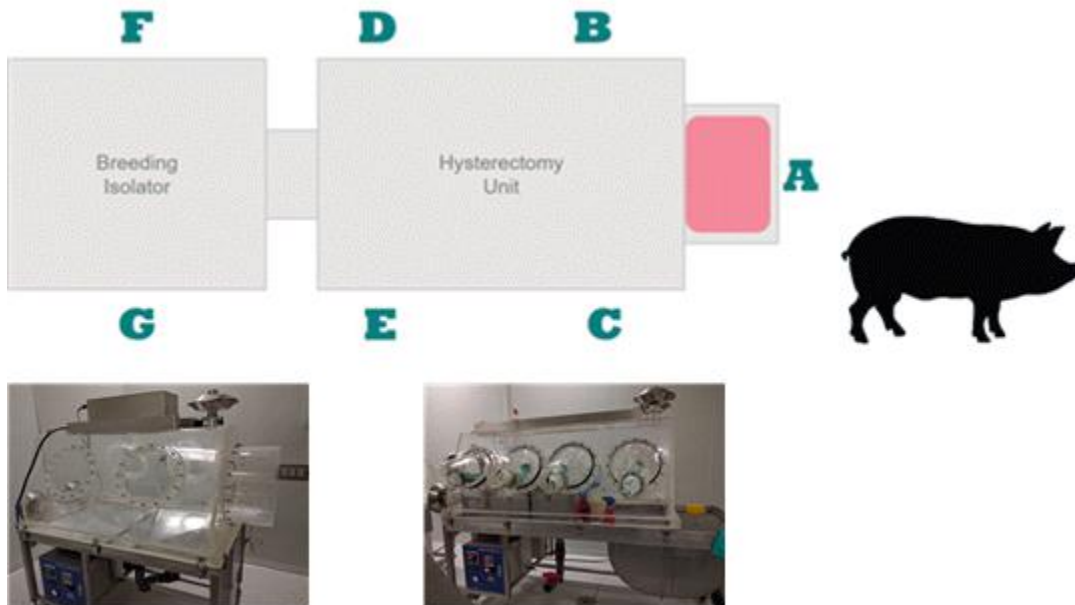 F D B
Breeding
Isolator
Hysterectomy
Unit
A
G E C